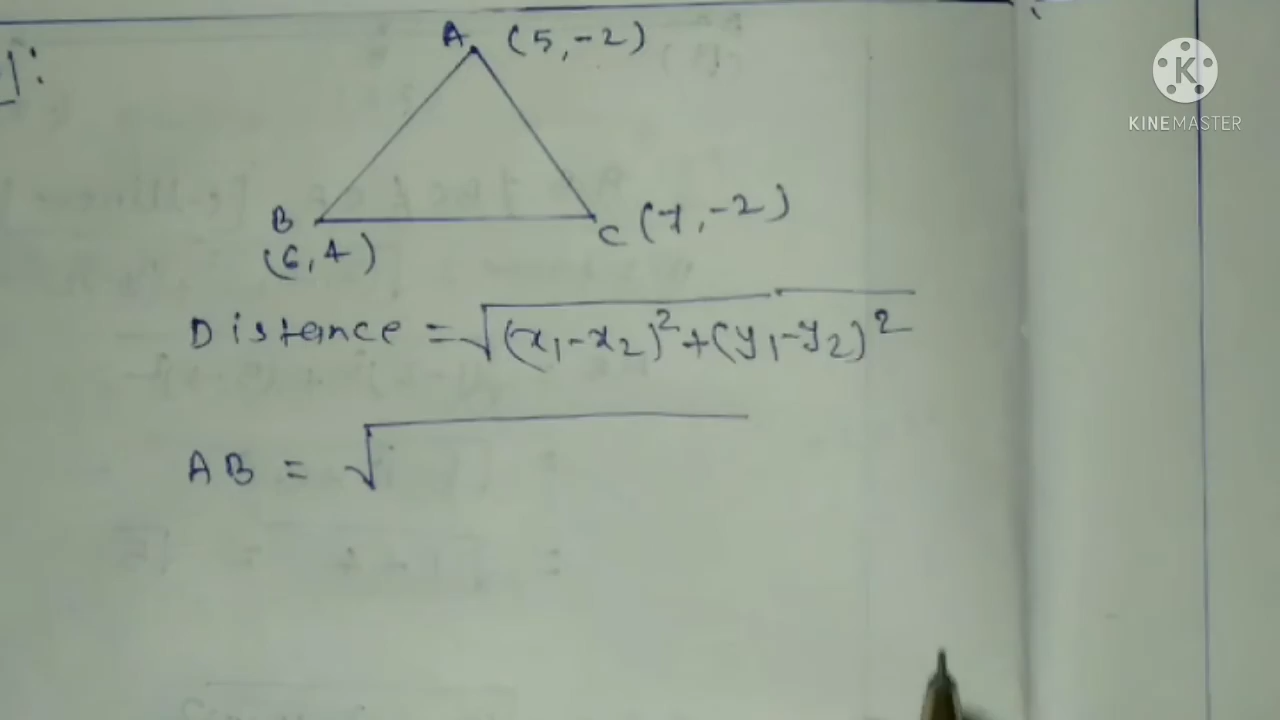 A (5,-2)
K
KINEMASTER
B
C (7,-2)
(6,4)
Distance = √(x₁-x₂)²+(y₁-y₂)²
AB = √